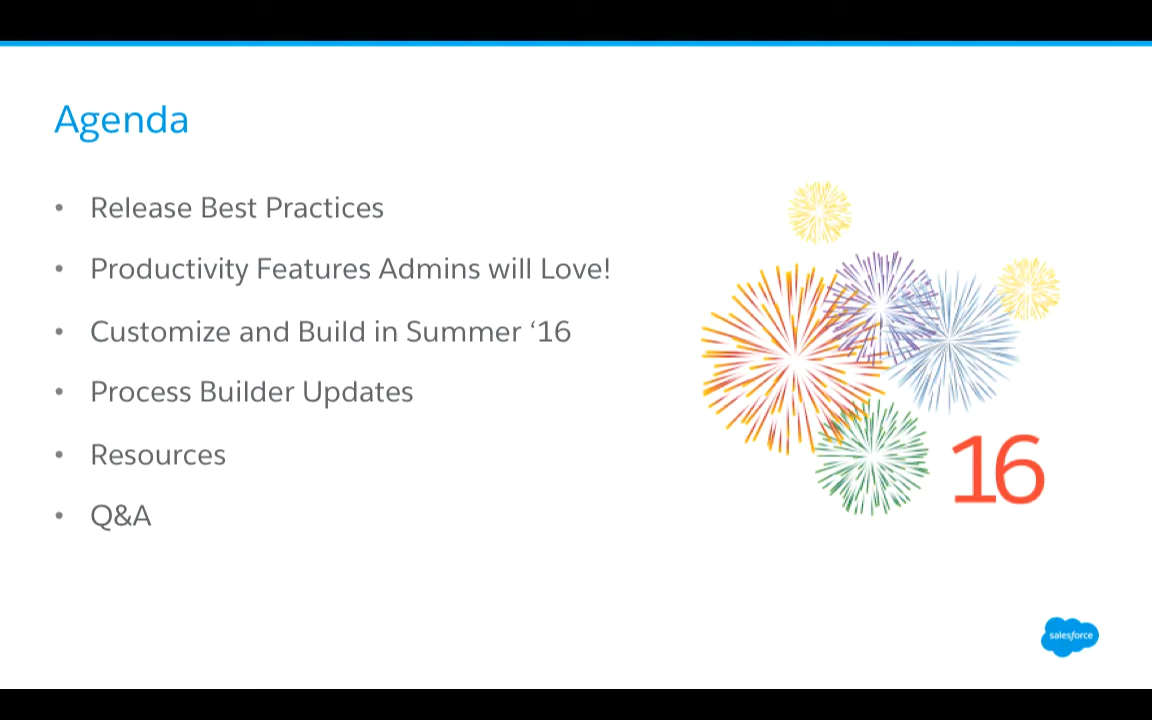 Agenda
• Release Best Practices
• Productivity Features Admins will Love!
• Customize and Build in Summer ‘16
• Process Builder Updates
• Resources
• Q&A
16
salesforce